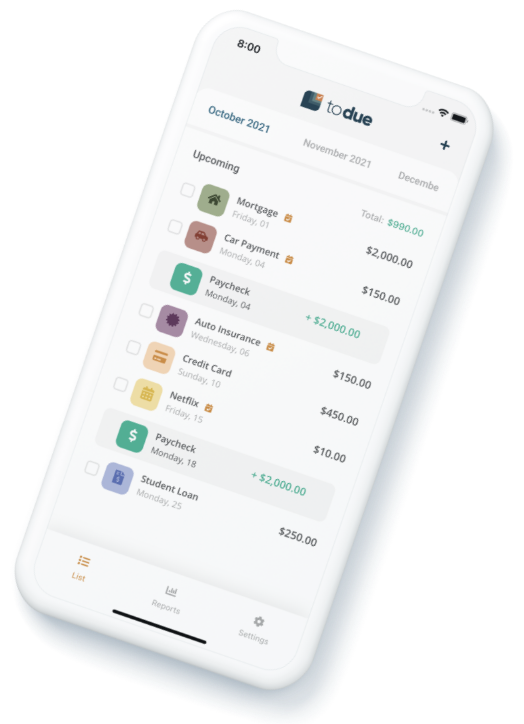 8:00
todue
+
October 2021 November 2021 Decembe
Upcoming Total: $990.00
Mortgage $2,000.00
Friday, 01
Car Payment $150.00
Monday, 04
Paycheck + $2,000.00
Monday, 04
Auto Insurance $150.00
Wednesday, 06
Credit Card $450.00
Sunday, 10
Netflix $10.00
Friday, 15
Paycheck + $2,000.00
Monday, 18
Student Loan $250.00
Monday, 25
List Reports Settings